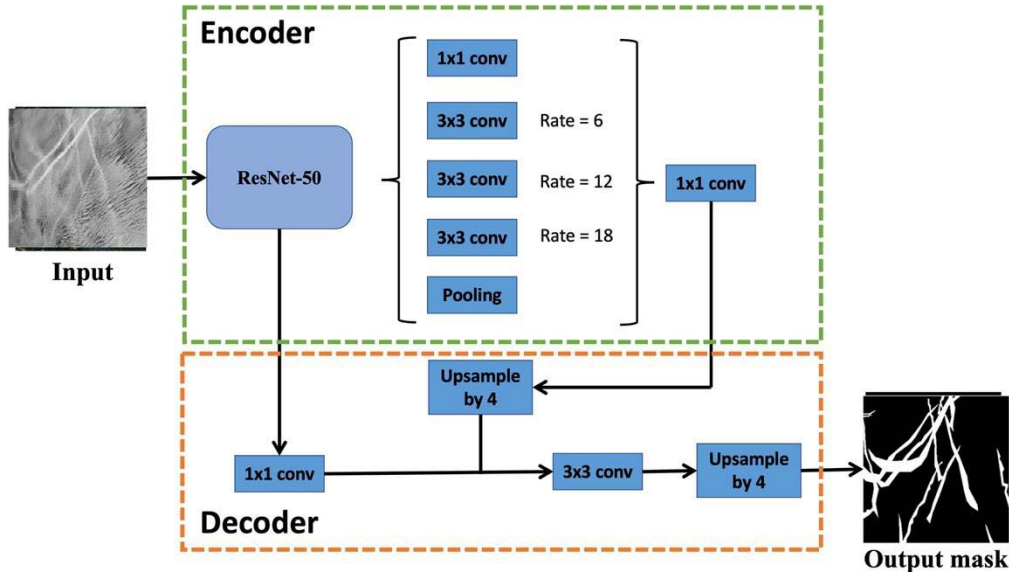 Encoder
1x1 conv
3x3 conv
Rate = 6
ResNet-50
3x3 conv
Rate = 12
1x1 conv
3x3 conv
Rate = 18
Input
Pooling
Upsample
by 4
1x1 conv
3x3 conv
Upsample
by 4
Decoder
Output mask